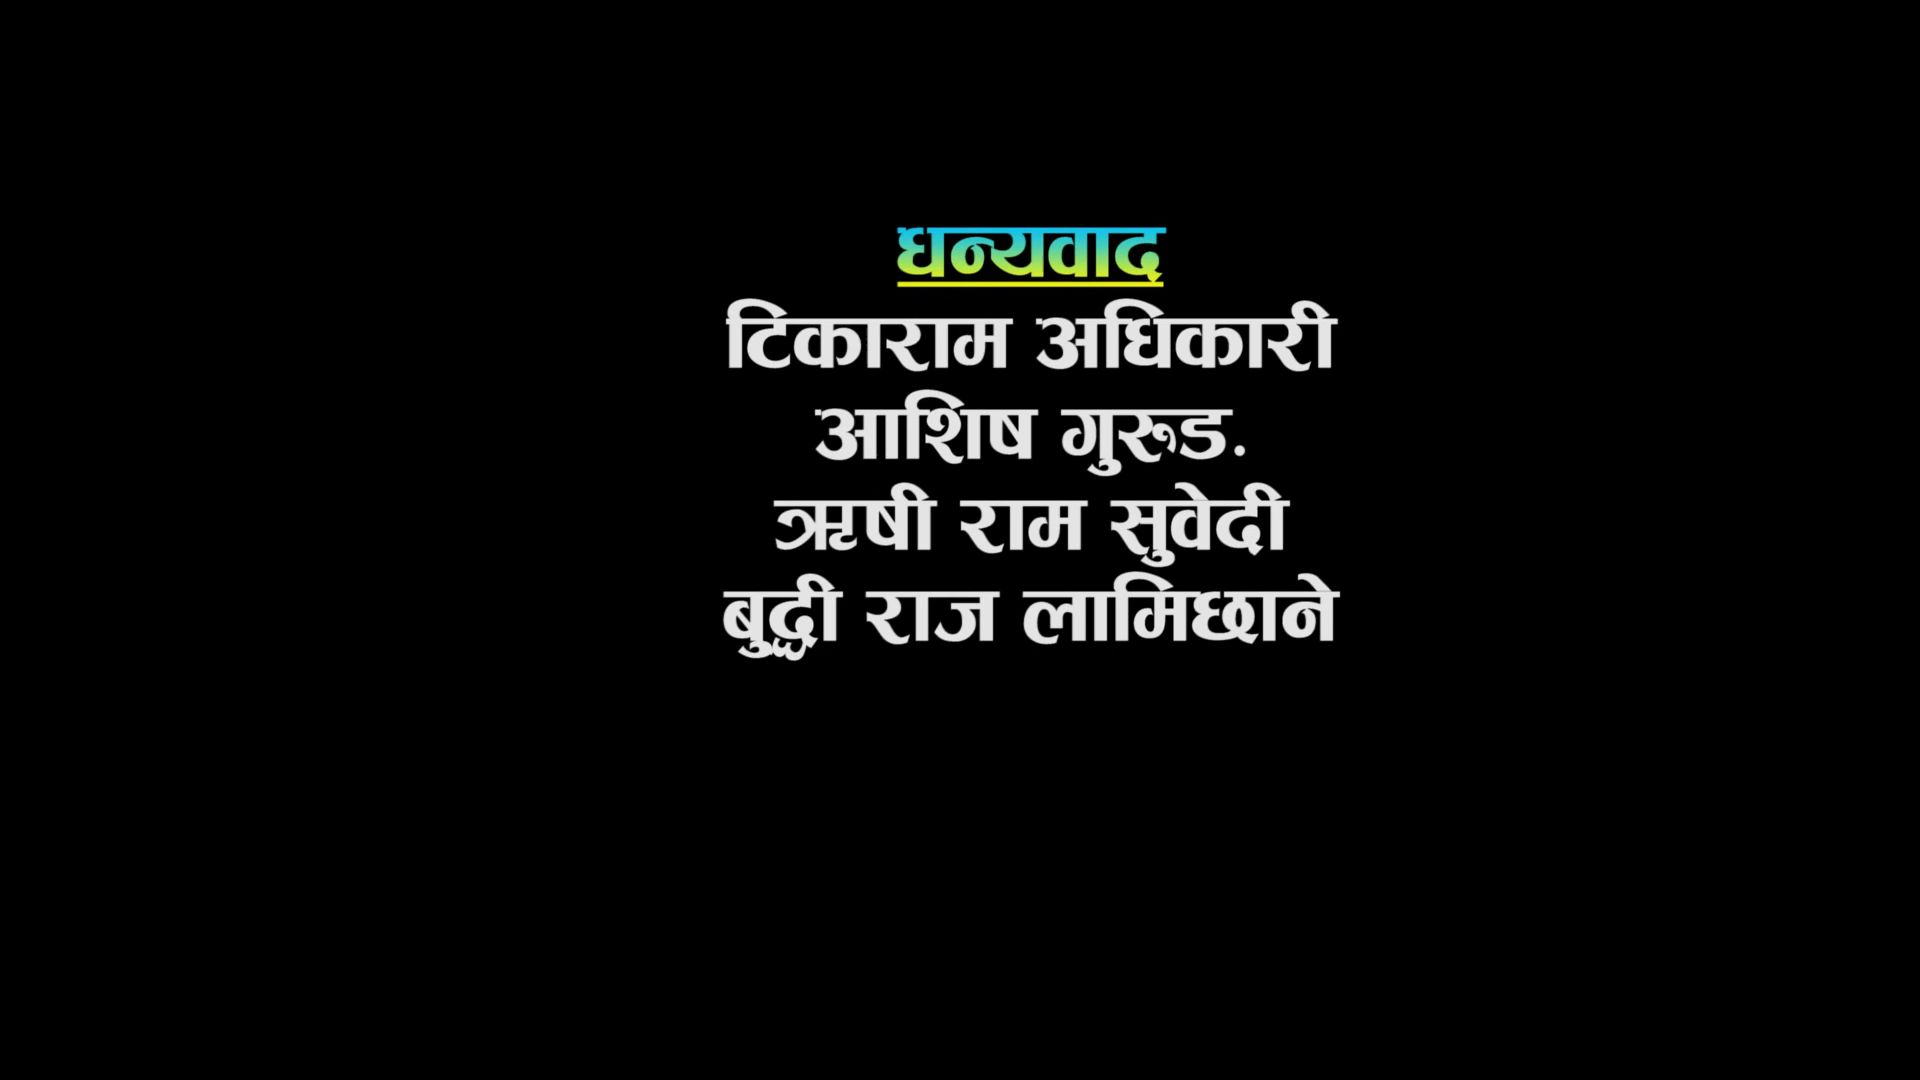 धन्यवाद
टिकाराम अधिकारी
आशिष गुरुड.
ऋषी राम सुवेदी
बुद्धी राज लामिछाने